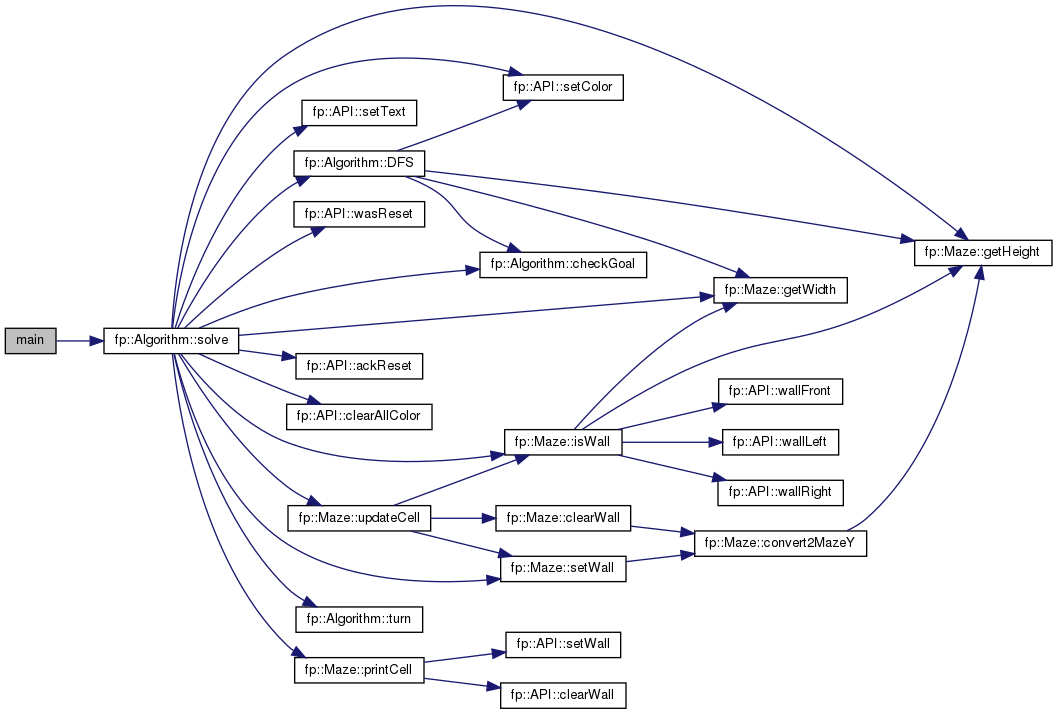 main
fp::Algorithm::solve
fp::API::setText
fp::Algorithm::DFS
fp::API::wasReset
fp::API::ackReset
fp::API::clearAllColor
fp::Maze::updateCell
fp::Algorithm::turn
fp::Maze::printCell
fp::API::setColor
fp::Algorithm::checkGoal
fp::Maze::isWall
fp::Maze::clearWall
fp::Maze::setWall
fp::API::setWall
fp::API::clearWall
fp::Maze::getWidth
fp::API::wallFront
fp::API::wallLeft
fp::API::wallRight
fp::Maze::convert2MazeY
fp::Maze::getHeight